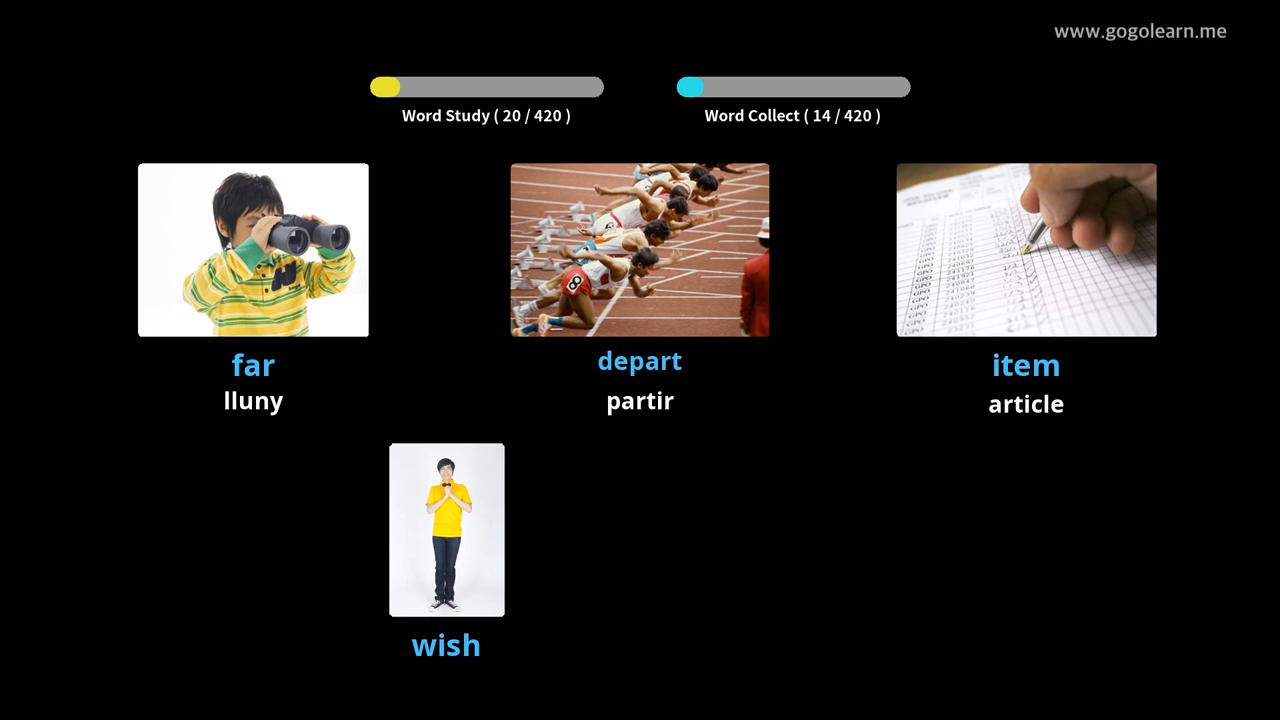 www.gogolearn.me
Word Study ( 20 / 420 )
Word Collect ( 14 / 420 )
far
depart
item
lluny
partir
article
wish